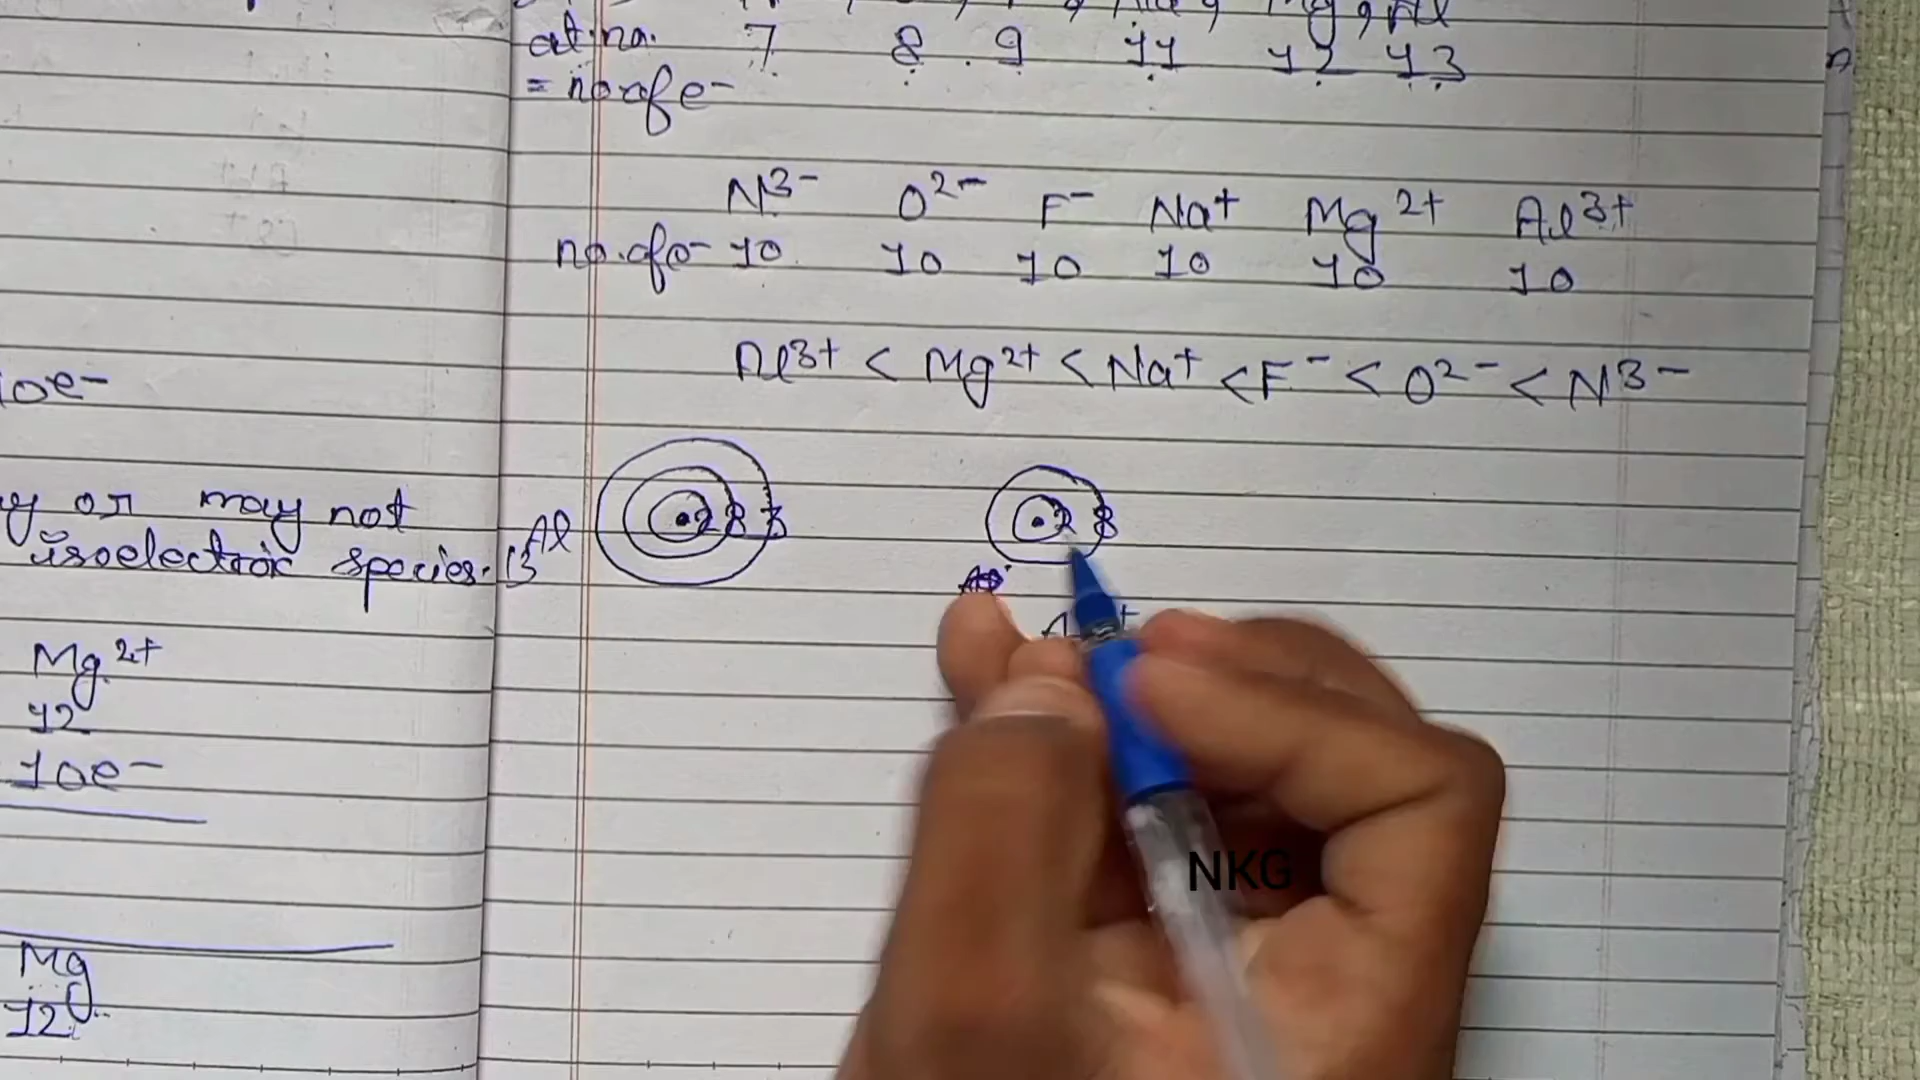 at. no. 7 8 9 11 12 13
= no. of e-
N3- O2- F- Na+ Mg2+ Al3+
no. of e- 10 10 10 10 10 10
Al3+ < Mg2+ < Na+ < F- < O2- < N3-
10e-
or may not
isoelectric species.
Mg2+
12
10e-
Mg
12
13Al 2 8 3
2 8
NKG